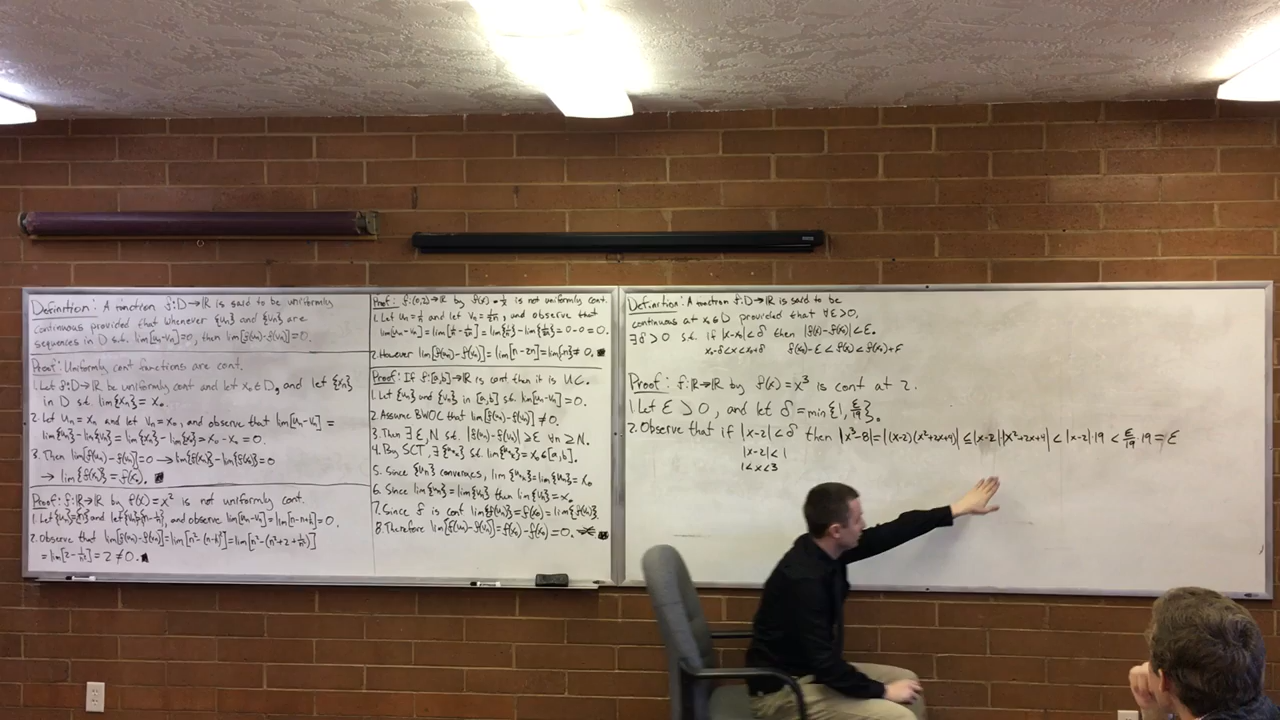 Definition: A function f:D→ℝ is said to be uniformly
continuous provided that whenever {uₙ} and {vₙ} are
sequences in D s.t. lim[uₙ-vₙ]=0, then lim[f(uₙ)-f(vₙ)]=0.
Proof: Uniformly cont functions are cont.
1. Let f:D→ℝ be uniformly cont and let x₀∈D, and let {xₙ}
in D s.t. lim{xₙ}=x₀.
2. Let uₙ=xₙ and let vₙ=x₀, and observe that lim[uₙ-vₙ]=
lim{uₙ}-lim{vₙ}=lim{xₙ}-lim{x₀}=x₀-x₀=0.
3. Then lim[f(uₙ)-f(vₙ)]=0→lim{f(xₙ)}-lim{f(x₀)}=0
→ lim{f(xₙ)}=f(x₀).
Proof: f:ℝ→ℝ by f(x)=x² is not uniformly cont.
1. Let {uₙ}={n} and let {vₙ}={n-1/n}, and observe lim[uₙ-vₙ]=lim[n-n+1/n]=0.
2. Observe that lim[f(uₙ)-f(vₙ)]=lim[n²-(n-1/n)²]=lim[n²-(n²-2+1/n²)]
=lim[2-1/n²]=2≠0.
Proof: f:(0,2)→ℝ by f(x)=1/x is not uniformly cont.
1. Let uₙ=1/n and let vₙ=1/2n, and observe that
lim[uₙ-vₙ]=lim[1/n-1/2n]=lim{1/n}-lim{1/2n}=0-0=0.
2. However lim[f(uₙ)-f(vₙ)]=lim[n-2n]=lim{n}≠0.
Proof: If f:[a,b]→ℝ is cont then it is U.C.
1. Let {uₙ} and {vₙ} in [a,b] s.t. lim[uₙ-vₙ]=0.
2. Assume BWOC that lim[f(uₙ)-f(vₙ)]≠0.
3. Then ∃ε,N s.t. |f(uₙ)-f(vₙ)|≥ε ∀n≥N.
4. By SCT, ∃{uₙₖ} s.t. lim{uₙₖ}=x₀∈[a,b].
5. Since {uₙ} converges, lim{uₙₖ}=lim{uₙ}=x₀
6. Since lim{uₙ}=lim{vₙ} then lim{vₙ}=x₀
7. Since f is cont lim{f(uₙ)}=f(x₀)=lim{f(vₙ)}.
8. Therefore lim[f(uₙ)-f(vₙ)]=f(x₀)-f(x₀)=0.
Definition: A function f:D→ℝ is said to be
continuous at x₀∈D provided that ∀ε>0,
∃δ>0 s.t. if |x-x₀|<δ then |f(x)-f(x₀)|<ε.
x₀-δ<x<x₀+δ f(x₀)-ε<f(x)<f(x₀)+ε
Proof: f:ℝ→ℝ by f(x)=x³ is cont at 2.
1. Let ε>0, and let δ=min{1,ε/19}.
2. Observe that if |x-2|<δ then |x³-8|=|(x-2)(x²+2x+4)|≤|x-2||x²+2x+4|<|x-2|·19<ε/19·19=ε
|x-2|<1
1<x<3